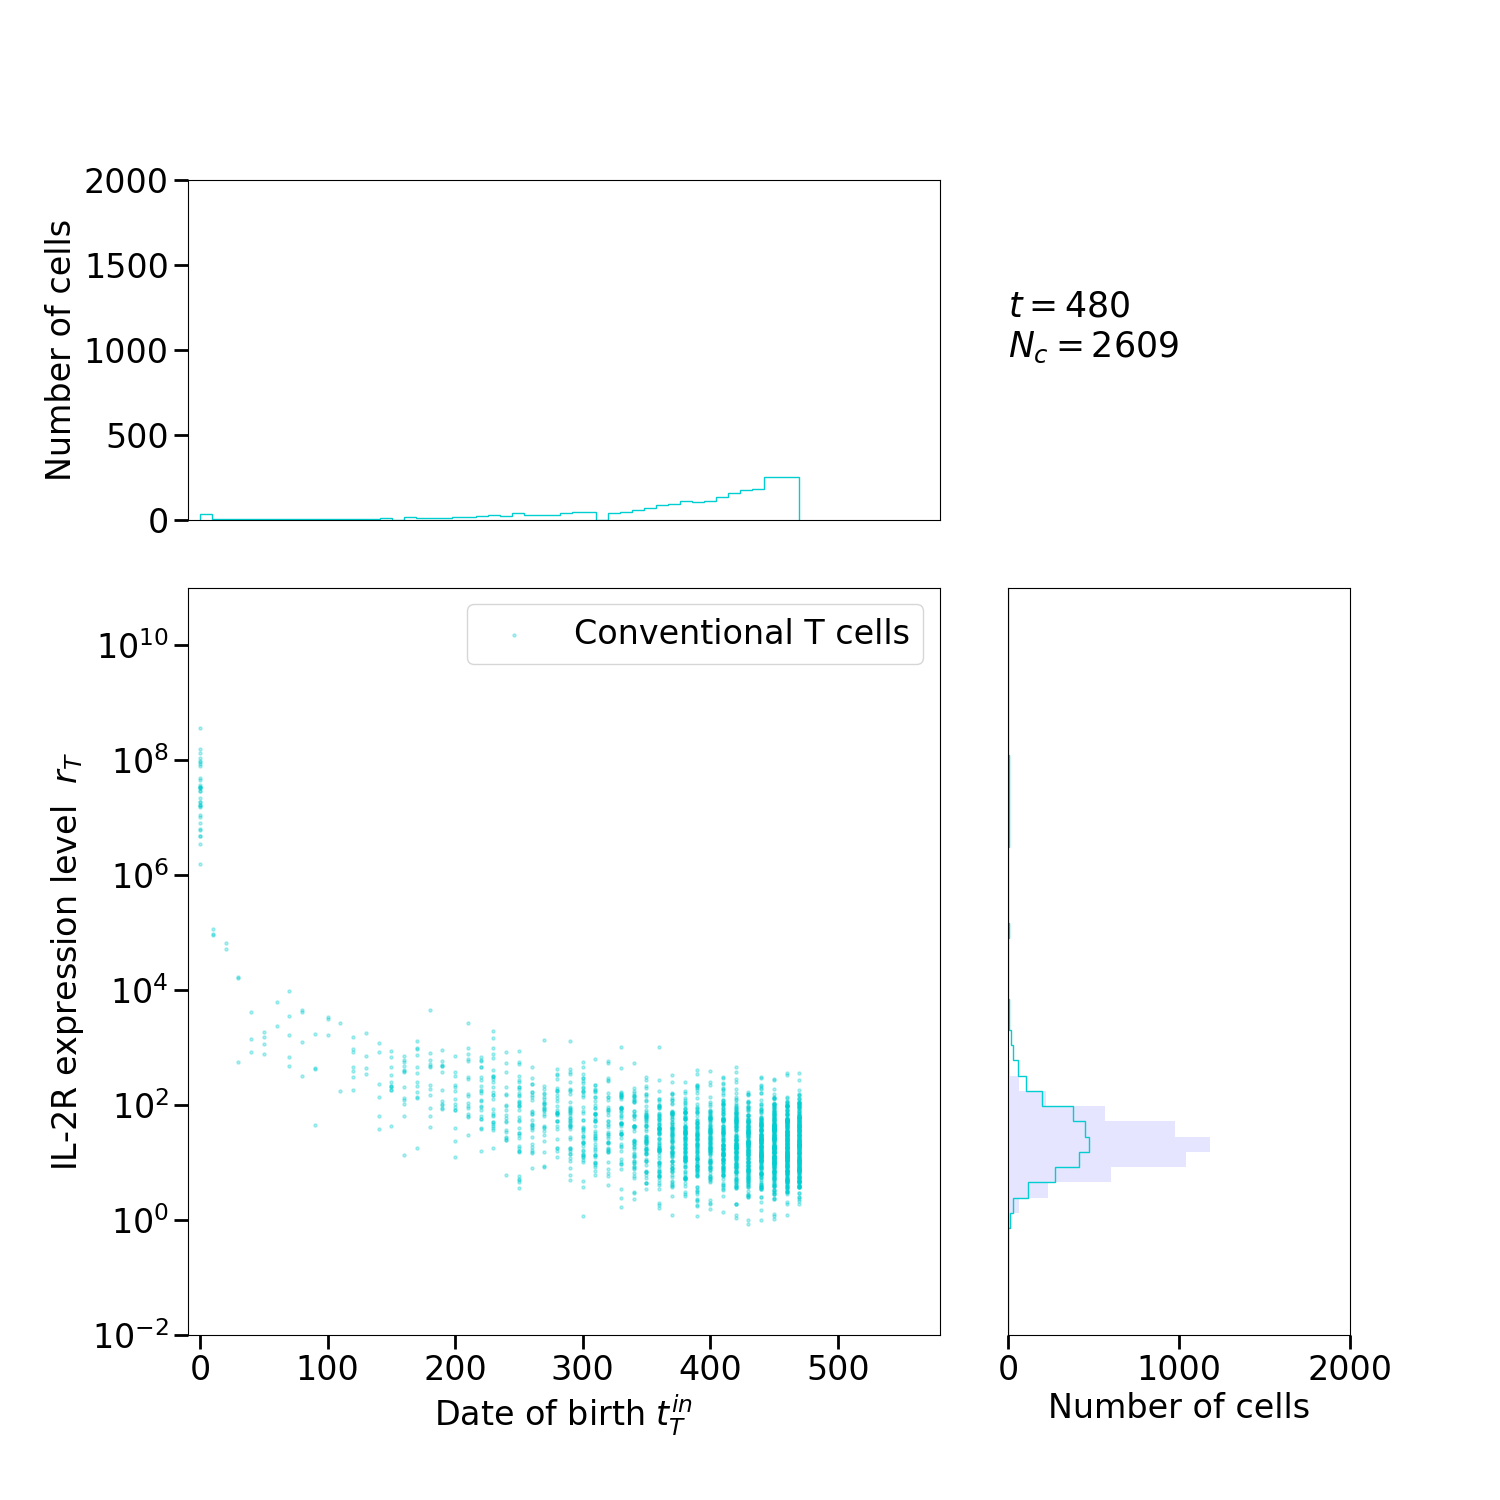 2000
1500
1000
500
0
Number of cells
t = 480
N_c = 2609
Conventional T cells
10^10
10^8
10^6
10^4
10^2
10^0
10^−2
IL-2R expression level r_T
0 100 200 300 400 500
Date of birth t_T^in
0 1000 2000
Number of cells